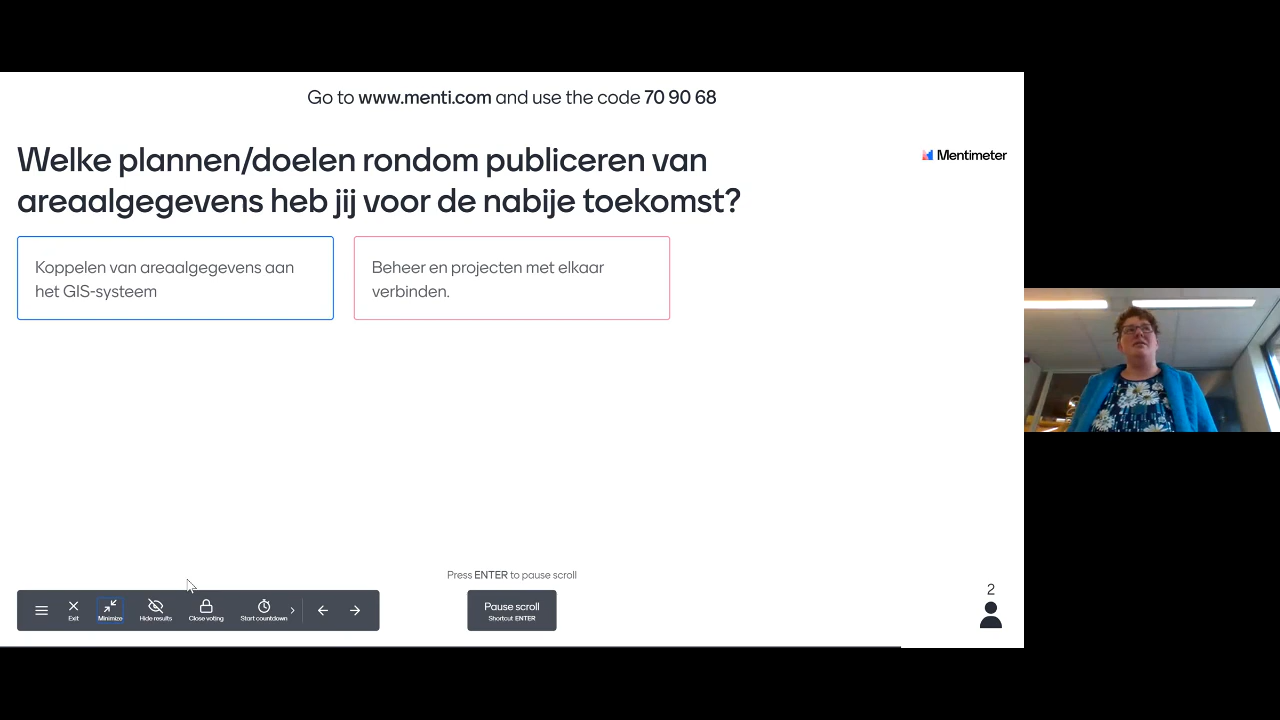 Go to www.menti.com and use the code 70 90 68
Welke plannen/doelen rondom publiceren van
areaalgegevens heb jij voor de nabije toekomst?
Mentimeter
Koppelen van areaalgegevens aan
het GIS-systeem
Beheer en projecten met elkaar
verbinden.
Press ENTER to pause scroll
Exit
Minimize
Hide results
Close voting
Start countdown
Pause scroll
Shortcut ENTER
2